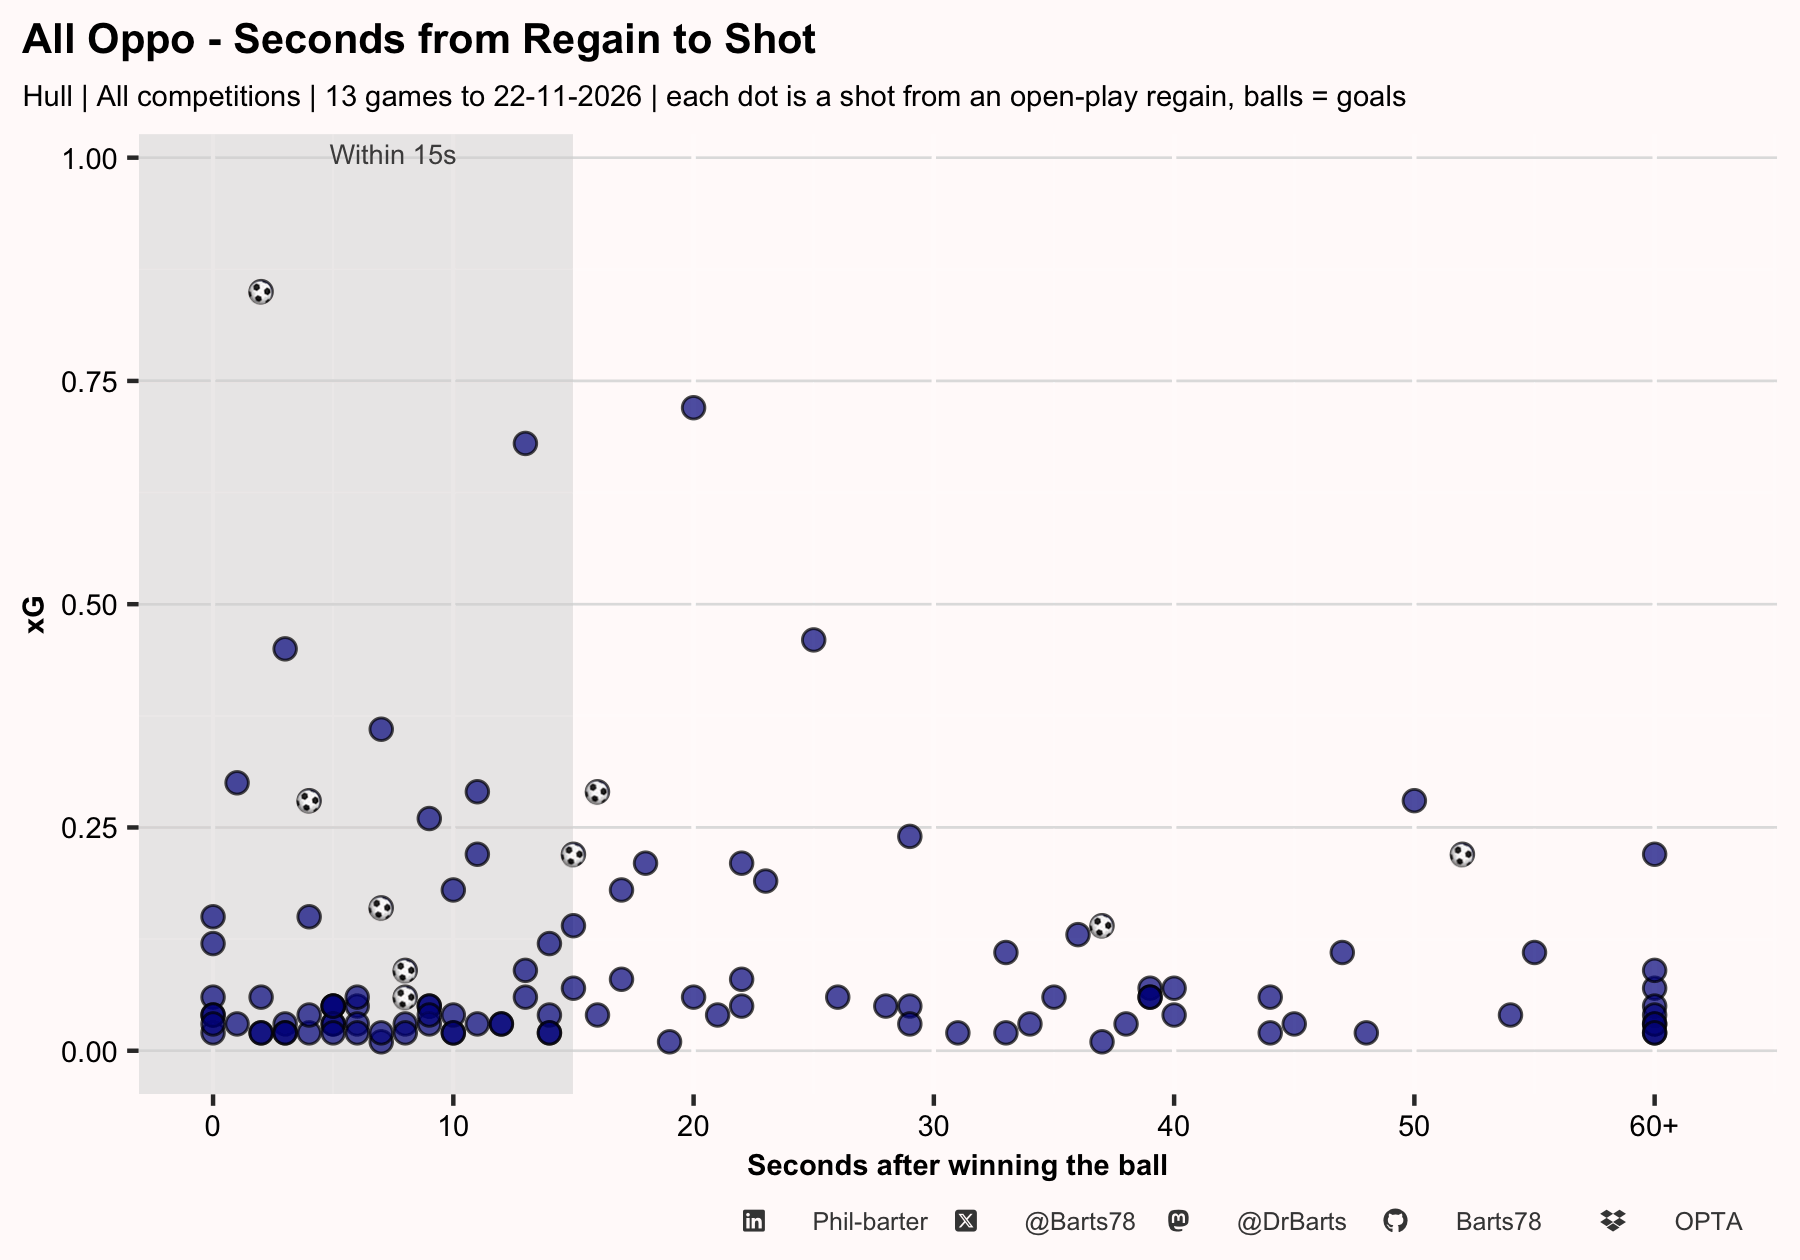 All Oppo - Seconds from Regain to Shot
Hull | All competitions | 13 games to 22-11-2026 | each dot is a shot from an open-play regain, balls = goals
Within 15s
1.00
0.75
0.50
0.25
0.00
xG
0 10 20 30 40 50 60+
Seconds after winning the ball
Phil-barter @Barts78 @DrBarts Barts78 OPTA